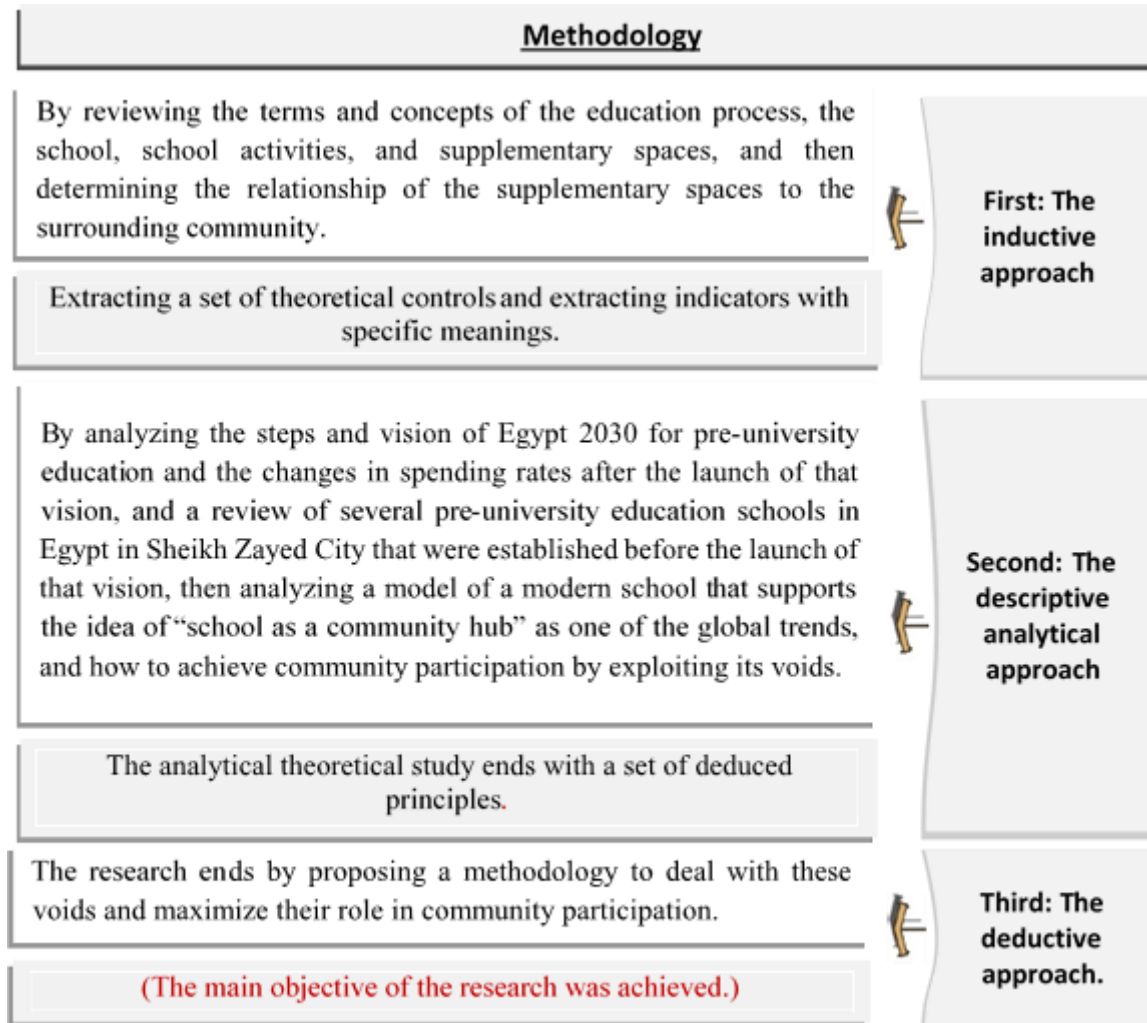 Methodology
By reviewing the terms and concepts of the education process, the
school, school activities, and supplementary spaces, and then
determining the relationship of the supplementary spaces to the
surrounding community.
First: The
inductive
approach
Extracting a set of theoretical controls and extracting indicators with
specific meanings.
By analyzing the steps and vision of Egypt 2030 for pre-university
education and the changes in spending rates after the launch of that
vision, and a review of several pre-university education schools in
Egypt in Sheikh Zayed City that were established before the launch of
that vision, then analyzing a model of a modern school that supports
the idea of “school as a community hub” as one of the global trends,
and how to achieve community participation by exploiting its voids.
Second: The
descriptive
analytical
approach
The analytical theoretical study ends with a set of deduced
principles.
The research ends by proposing a methodology to deal with these
voids and maximize their role in community participation.
Third: The
deductive
approach.
(The main objective of the research was achieved.)